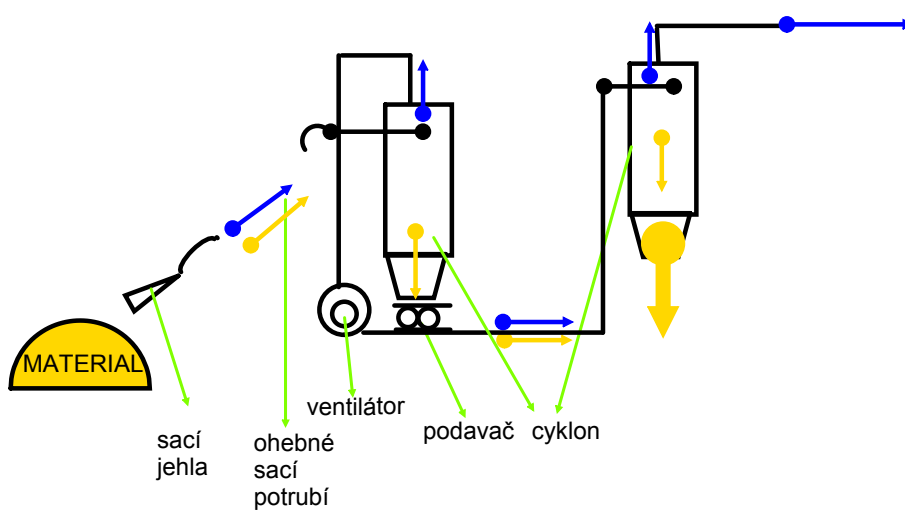 MATERIAL
sací
jehla
ohebné
sací
potrubí
ventilátor
podavač
cyklon